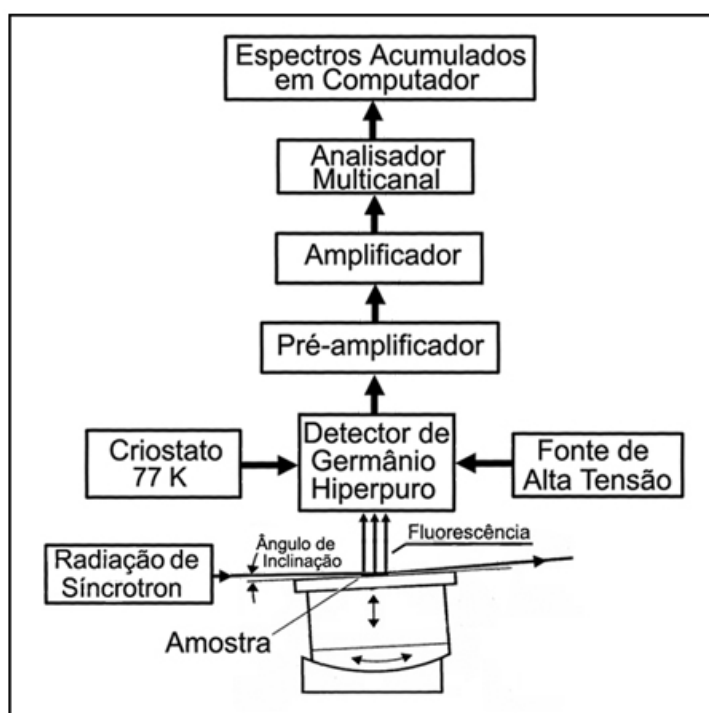 Espectros Acumulados
em Computador
Analisador
Multicanal
Amplificador
Pré-amplificador
Criostato
77 K
Detector de
Germânio
Hiperpuro
Fonte de
Alta Tensão
Radiação de
Síncrotron
Ângulo de
Inclinação
Fluorescência
Amostra